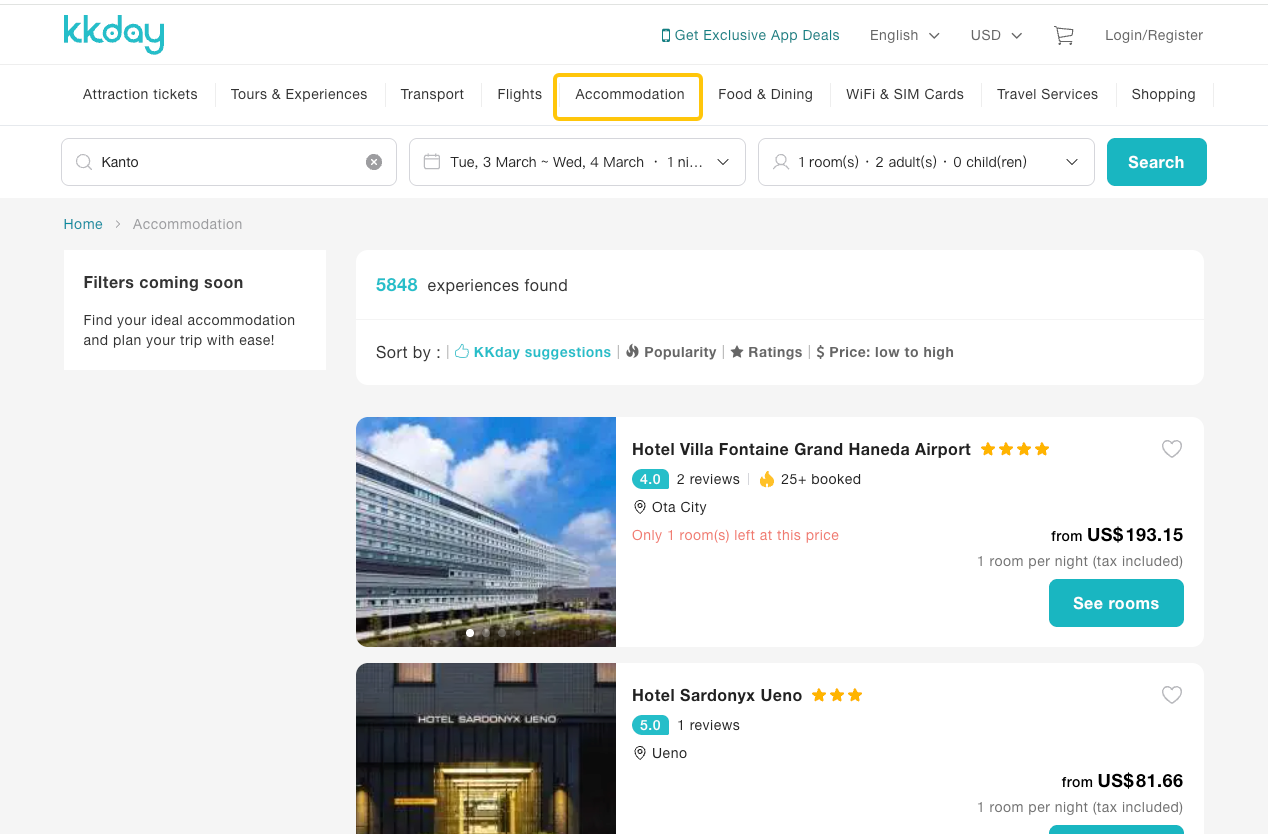 kkday
Get Exclusive App Deals English USD Login/Register
Attraction tickets Tours & Experiences Transport Flights Accommodation Food & Dining WiFi & SIM Cards Travel Services Shopping
Kanto Tue, 3 March ~ Wed, 4 March · 1 ni... 1 room(s) · 2 adult(s) · 0 child(ren) Search
Home > Accommodation
Filters coming soon
Find your ideal accommodation
and plan your trip with ease!
5848 experiences found
Sort by : | KKday suggestions | Popularity | Ratings | $ Price: low to high
Hotel Villa Fontaine Grand Haneda Airport
4.0 2 reviews | 25+ booked
Ota City
Only 1 room(s) left at this price
from US$193.15
1 room per night (tax included)
See rooms
HOTEL SARDONYX UENO
Hotel Sardonyx Ueno
5.0 1 reviews
Ueno
from US$81.66
1 room per night (tax included)